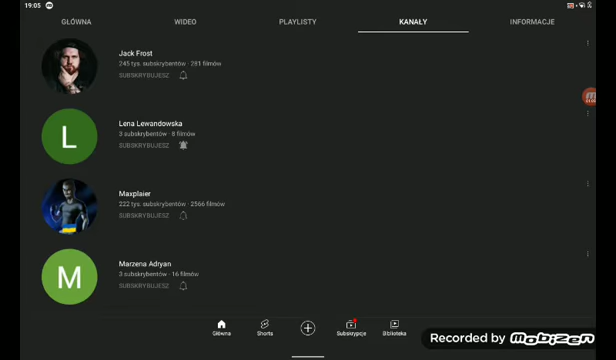 19:05
GŁÓWNA WIDEO PLAYLISTY KANAŁY INFORMACJE
Jack Frost
245 tys. subskrybentów · 281 filmów
SUBSKRYBUJESZ
L
Lena Lewandowska
3 subskrybentów · 8 filmów
SUBSKRYBUJESZ
Maxplaier
222 tys. subskrybentów · 2566 filmów
SUBSKRYBUJESZ
M
Marzena Adryan
3 subskrybentów · 16 filmów
SUBSKRYBUJESZ
Główna Shorts Subskrypcje Biblioteka
Recorded by MOBIZEN